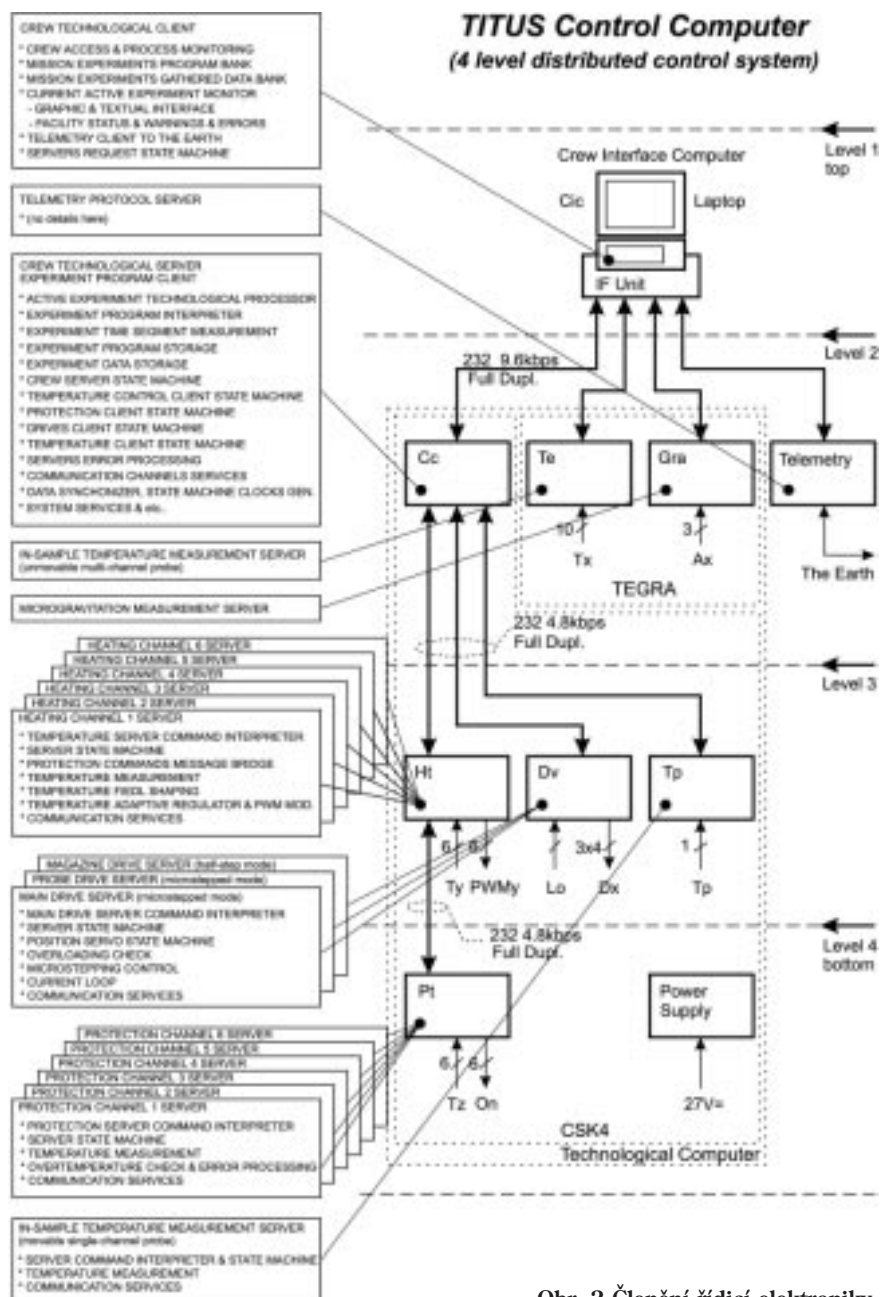 CREW TECHNOLOGICAL CLIENT
* CREW ACCESS & PROCESS MONITORING
* MISSION EXPERIMENTS PROGRAM BANK
* MISSION EXPERIMENTS GATHERED DATA BANK
* CURRENT ACTIVE EXPERIMENT MONITOR
- GRAPHIC & TEXTUAL INTERFACE
- FACILITY STATUS & WARNINGS & ERRORS
* TELEMETRY CLIENT TO THE EARTH
* SERVERS REQUEST STATE MACHINE
TELEMETRY PROTOCOL SERVER
* (no details here)
CREW TECHNOLOGICAL SERVER
EXPERIMENT PROGRAM CLIENT
* ACTIVE EXPERIMENT TECHNOLOGICAL PROCESSOR
* EXPERIMENT PROGRAM INTERPRETER
* EXPERIMENT TIME SEGMENT MEASUREMENT
* EXPERIMENT PROGRAM STORAGE
* EXPERIMENT DATA STORAGE
* CREW SERVER STATE MACHINE
* TEMPERATURE CONTROL CLIENT STATE MACHINE
* PROTECTION CLIENT STATE MACHINE
* DRIVES CLIENT STATE MACHINE
* TEMPERATURE CLIENT STATE MACHINE
* SERVERS ERROR PROCESSING
* COMMUNICATION CHANNELS SERVICES
* DATA SYNCHONIZER, STATE MACHINE CLOCKS GEN.
* SYSTEM SERVICES & etc.
IN-SAMPLE TEMPERATURE MEASUREMENT SERVER
(unmovable multi-channel probe)
MICROGRAVITATION MEASUREMENT SERVER
HEATING CHANNEL 6 SERVER
HEATING CHANNEL 5 SERVER
HEATING CHANNEL 4 SERVER
HEATING CHANNEL 3 SERVER
HEATING CHANNEL 2 SERVER
HEATING CHANNEL 1 SERVER
* TEMPERATURE SERVER COMMAND INTERPRETER
* SERVER STATE MACHINE
* PROTECTION COMMANDS MESSAGE BRIDGE
* TEMPERATURE MEASUREMENT
* TEMPERATURE FIEDL SHAPING
* TEMPERATURE ADAPTIVE REGULATOR & PWM MOD.
* COMMUNICATION SERVICES
MAGAZINE DRIVE SERVER (half-step mode)
PROBE DRIVE SERVER (microstepped mode)
MAIN DRIVE SERVER (microstepped mode)
* MAIN DRIVE SERVER COMMAND INTERPRETER
* SERVER STATE MACHINE
* POSITION SERVO STATE MACHINE
* OVERLOADING CHECK
* MICROSTEPPING CONTROL
* CURRENT LOOP
* COMMUNICATION SERVICES
PROTECTION CHANNEL 6 SERVER
PROTECTION CHANNEL 5 SERVER
PROTECTION CHANNEL 4 SERVER
PROTECTION CHANNEL 3 SERVER
PROTECTION CHANNEL 2 SERVER
PROTECTION CHANNEL 1 SERVER
* PROTECTION SERVER COMMAND INTERPRETER
* SERVER STATE MACHINE
* TEMPERATURE MEASUREMENT
* OVERTEMPERATURE CHECK & ERROR PROCESSING
* COMMUNICATION SERVICES
IN-SAMPLE TEMPERATURE MEASUREMENT SERVER
(movable single-channel probe)
* SERVER COMMAND INTERPRETER & STATE MACHINE
* TEMPERATURE MEASUREMENT
* COMMUNICATION SERVICES
TITUS Control Computer
(4 level distributed control system)
Level 1
top
Crew Interface Computer
Cic
Laptop
IF Unit
Level 2
232 9.6kbps
Full Dupl.
Cc
Te
Gra
Telemetry
10
Tx
3
Ax
The Earth
TEGRA
232 4.8kbps
Full Dupl.
Level 3
Ht
Dv
Tp
6
6
3x4
1
Ty
PWMy
Lo
Dx
Tp
232 4.8kbps
Full Dupl.
Level 4
bottom
Pt
Power
Supply
6
6
Tz
On
27V=
CSK4
Technological Computer
Obr. 2 Členění řídicí elektroniky